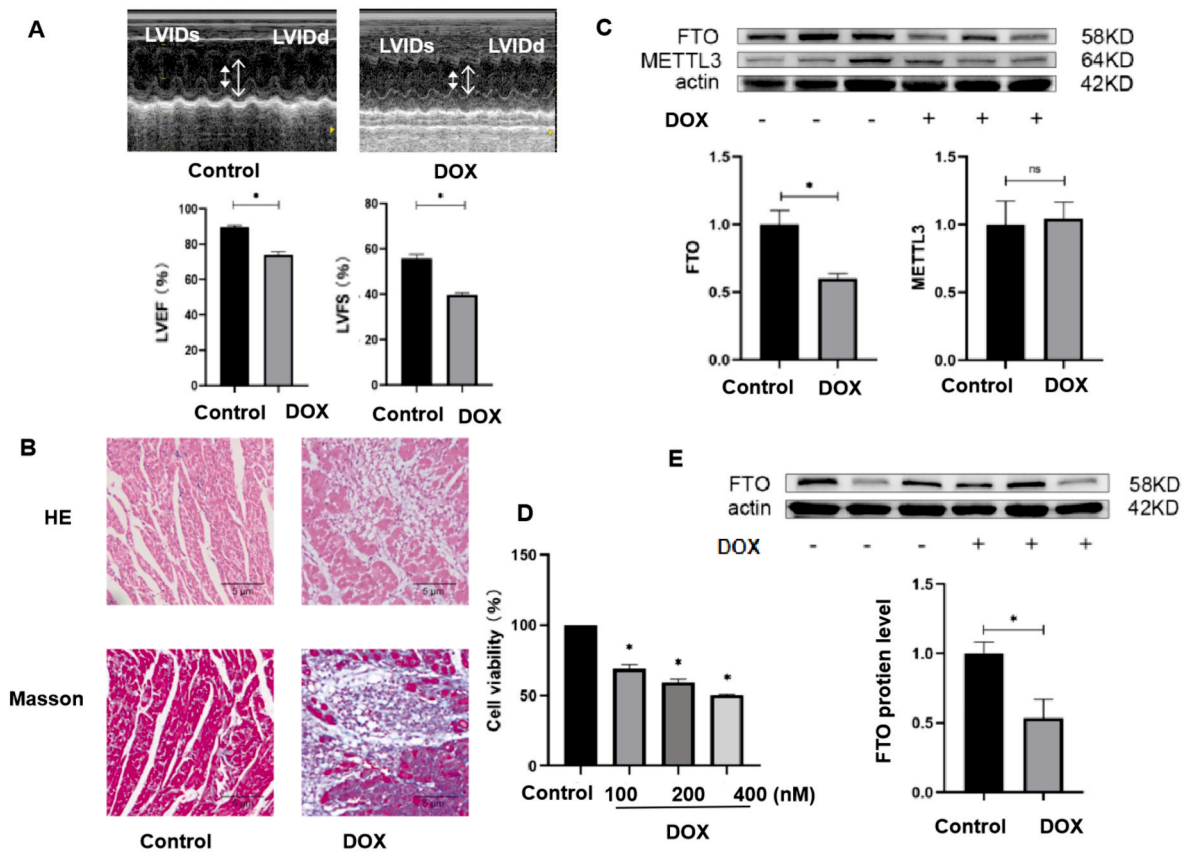 A
LVIDs LVIDd
LVIDs LVIDd
Control
DOX
LVEF (%)
100
80
60
40
20
0
*
Control DOX
LVFS (%)
80
60
40
20
0
*
Control DOX
B
HE
5 μm
5 μm
Masson
5 μm
5 μm
Control
DOX
C
FTO 58KD
METTL3 64KD
actin 42KD
DOX - - - + + +
FTO
1.5
1.0
0.5
0.0
*
Control DOX
METTL3
1.5
1.0
0.5
0.0
ns
Control DOX
D
Cell viability (%)
150
100
50
0
* * *
Control 100 200 400 (nM)
DOX
E
FTO 58KD
actin 42KD
DOX - - - + + +
FTO protien level
1.5
1.0
0.5
0.0
*
Control DOX